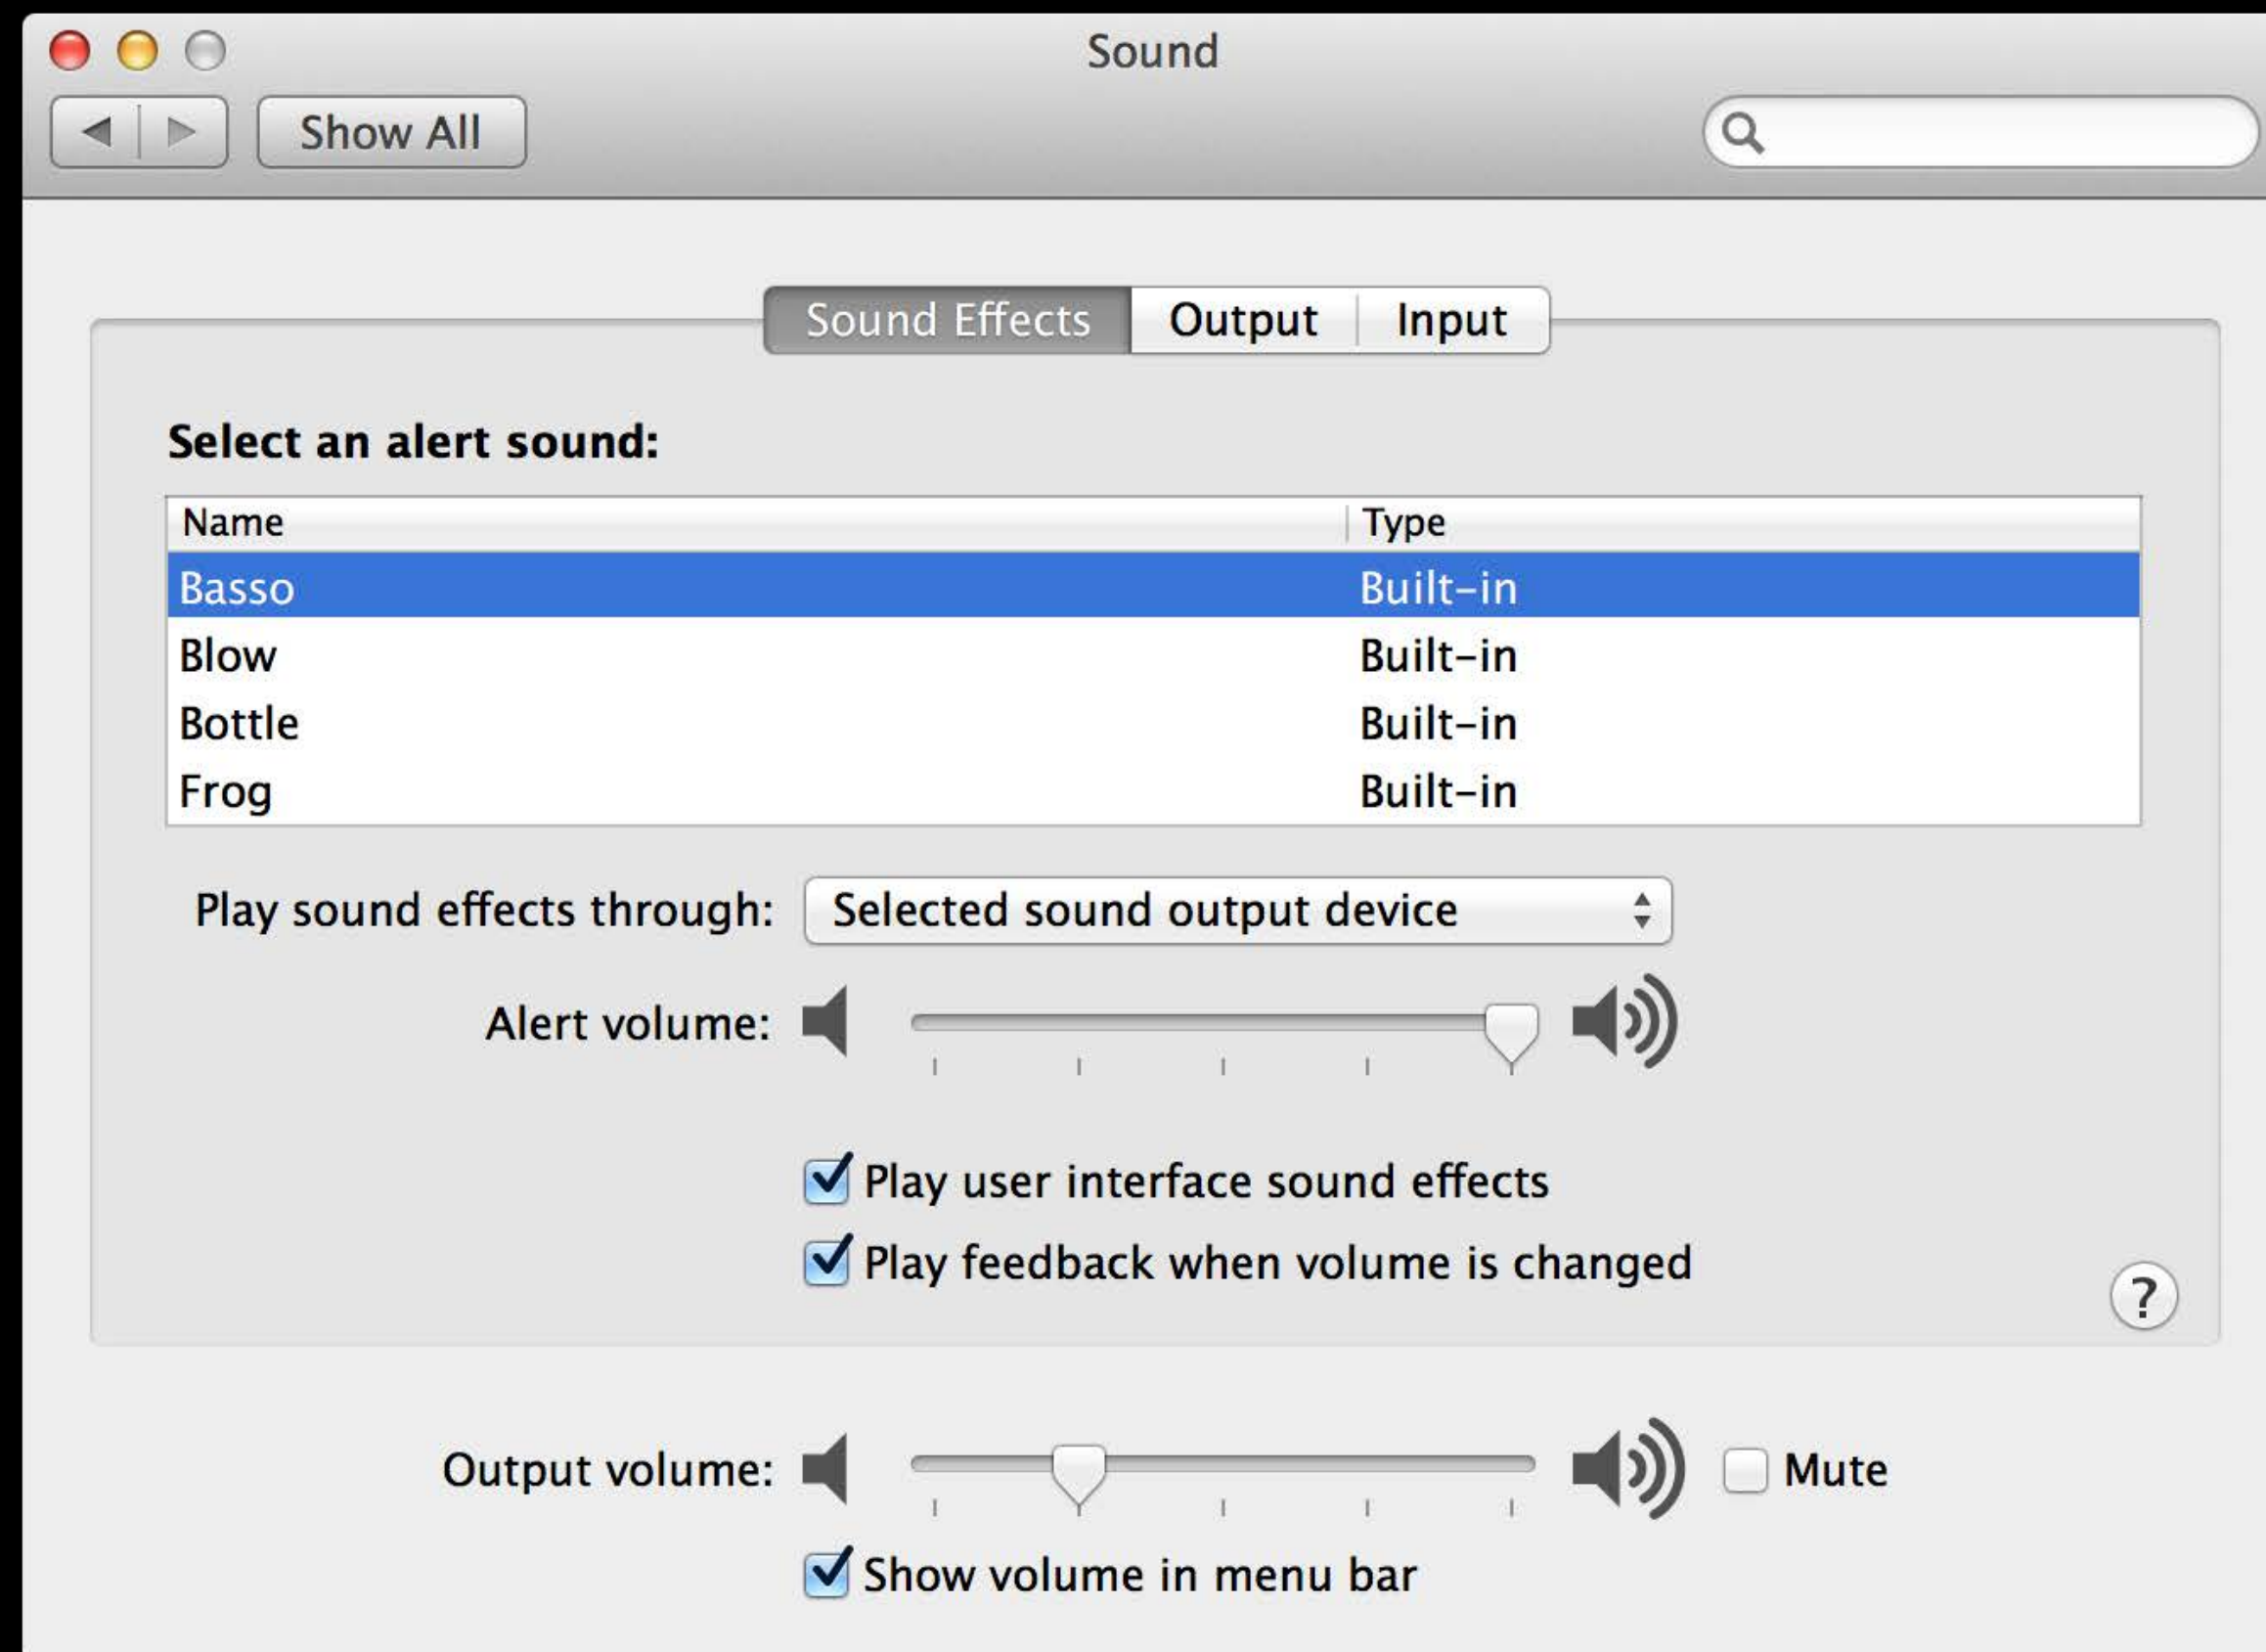 Sound
Show All
Sound Effects Output Input
Select an alert sound:
Name Type
Basso Built-in
Blow Built-in
Bottle Built-in
Frog Built-in
Play sound effects through: Selected sound output device
Alert volume:
Play user interface sound effects
Play feedback when volume is changed
?
Output volume: Mute
Show volume in menu bar